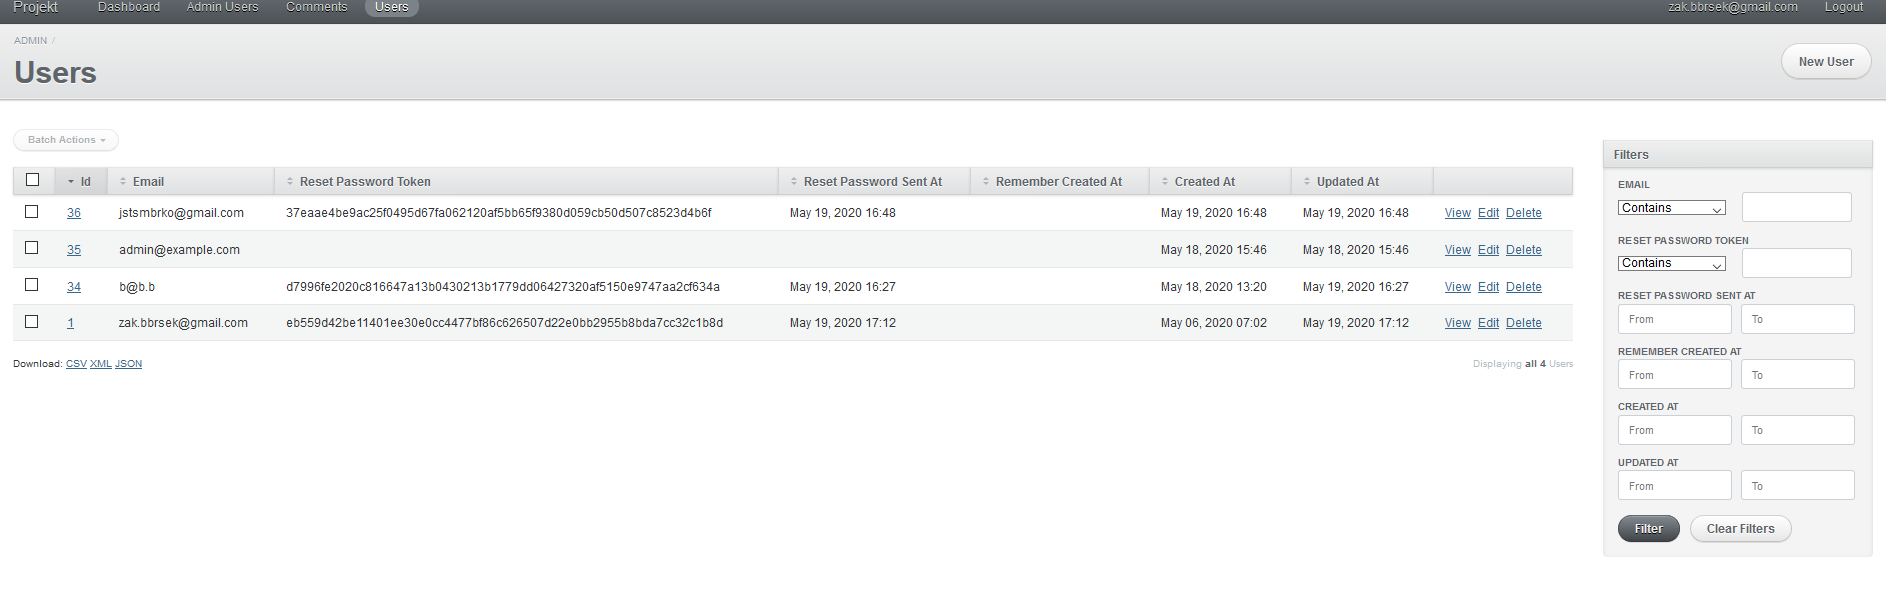 Projekt Dashboard Admin Users Comments Users zak.bbrsek@gmail.com Logout
ADMIN /
Users
New User
Batch Actions
Id Email Reset Password Token Reset Password Sent At Remember Created At Created At Updated At
36 jstsmbrko@gmail.com 37eaae4be9ac25f0495d67fa062120af5bb65f9380d059cb50d507c8523d4b6f May 19, 2020 16:48 May 19, 2020 16:48 May 19, 2020 16:48 View Edit Delete
35 admin@example.com May 18, 2020 15:46 May 18, 2020 15:46 View Edit Delete
34 b@b.b d7996fe2020c816647a13b0430213b1779dd06427320af5150e9747aa2cf634a May 19, 2020 16:27 May 18, 2020 13:20 May 19, 2020 16:27 View Edit Delete
1 zak.bbrsek@gmail.com eb559d42be11401ee30e0cc4477bf86c626507d22e0bb2955b8bda7cc32c1b8d May 19, 2020 17:12 May 06, 2020 07:02 May 19, 2020 17:12 View Edit Delete
Download: CSV XML JSON
Displaying all 4 Users
Filters
EMAIL
Contains
RESET PASSWORD TOKEN
Contains
RESET PASSWORD SENT AT
From To
REMEMBER CREATED AT
From To
CREATED AT
From To
UPDATED AT
From To
Filter Clear Filters